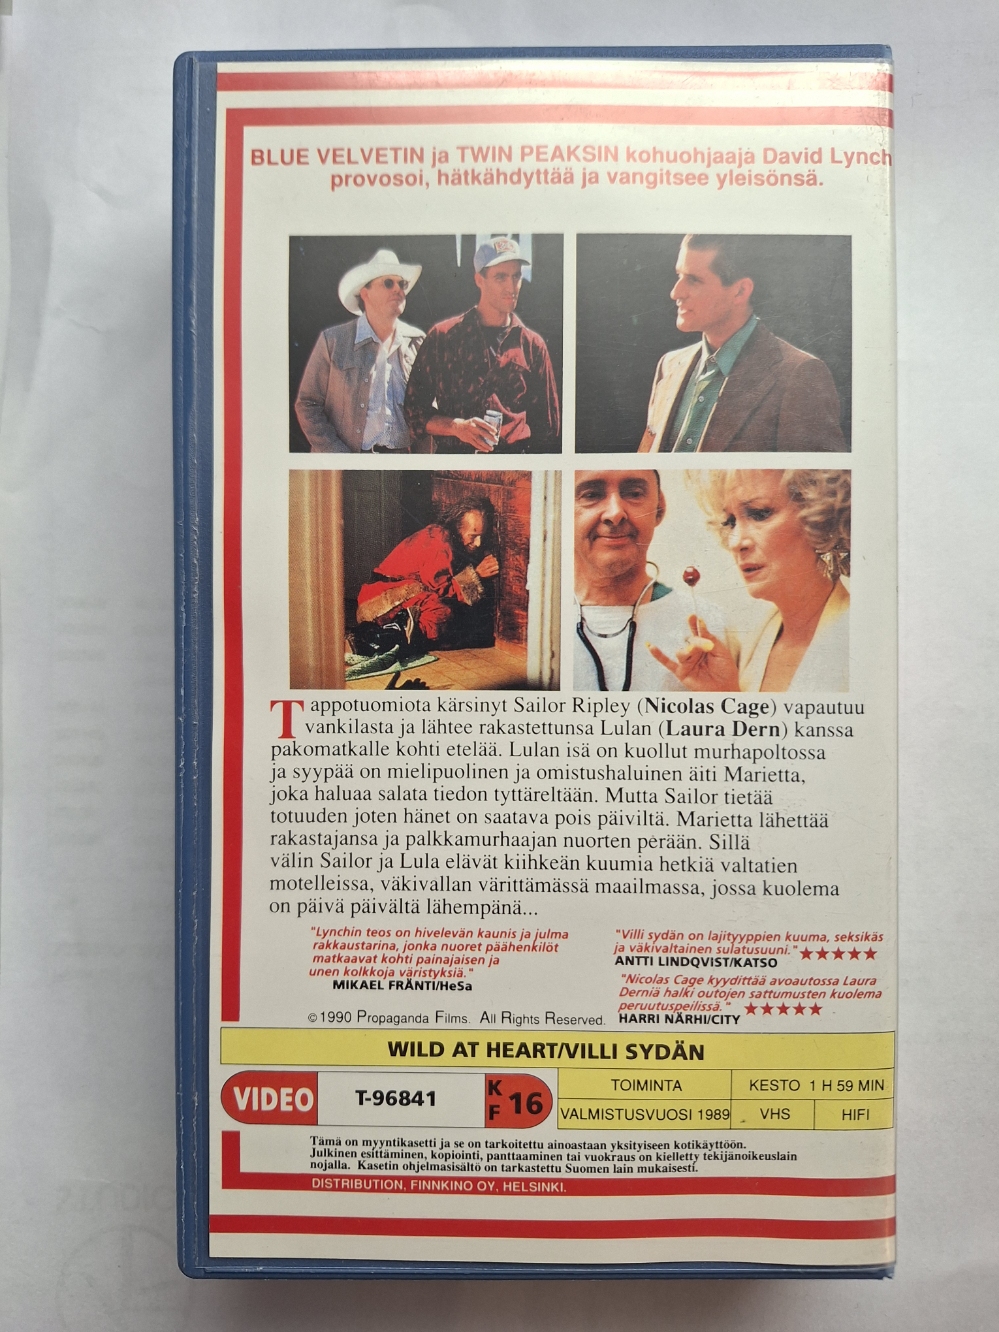 BLUE VELVETIN ja TWIN PEAKSIN kohuohjaaja David Lynch
provosoi, hätkähdyttää ja vangitsee yleisönsä.
Tappotuomiota kärsinyt Sailor Ripley (Nicolas Cage) vapautuu
vankilasta ja lähtee rakastettunsa Lulan (Laura Dern) kanssa
pakomatkalle kohti etelää. Lulan isä on kuollut murhapoltossa
ja syypää on mielipuolinen ja omistushaluinen äiti Marietta,
joka haluaa salata tiedon tyttäreltään. Mutta Sailor tietää
totuuden joten hänet on saatava pois päiviltä. Marietta lähettää
rakastajansa ja palkkamurhaajan nuorten perään. Sillä
välin Sailor ja Lula elävät kiihkeän kuumia hetkiä valtatien
motelleissa, väkivallan värittämässä maailmassa, jossa kuolema
on päivä päivältä lähempänä...
"Lynchin teos on hivelevän kaunis ja julma
rakkaustarina, jonka nuoret päähenkilöt
matkaavat kohti painajaisen ja
unen kolkkoja väristyksiä."
MIKAEL FRÄNTI/HeSa
"Villi sydän on lajityyppien kuuma, seksikäs
ja väkivaltainen sulatusuuni." ★★★★★
ANTTI LINDQVIST/KATSO
"Nicolas Cage kyydittää avoautossa Laura
Derniä halki outojen sattumusten kuolema
peruutuspeilissä." ★★★★★
HARRI NÄRHI/CITY
©1990 Propaganda Films. All Rights Reserved.
WILD AT HEART/VILLI SYDÄN
VIDEO T-96841 KF 16
TOIMINTA KESTO 1 H 59 MIN
VALMISTUSVUOSI 1989 VHS HIFI
Tämä on myyntikasetti ja se on tarkoitettu ainoastaan yksityiseen kotikäyttöön.
Julkinen esittäminen, kopiointi, panttaaminen tai vuokraus on kielletty tekijänoikeuslain
nojalla. Kasetin ohjelmasisältö on tarkastettu Suomen lain mukaisesti.
DISTRIBUTION, FINNKINO OY, HELSINKI.